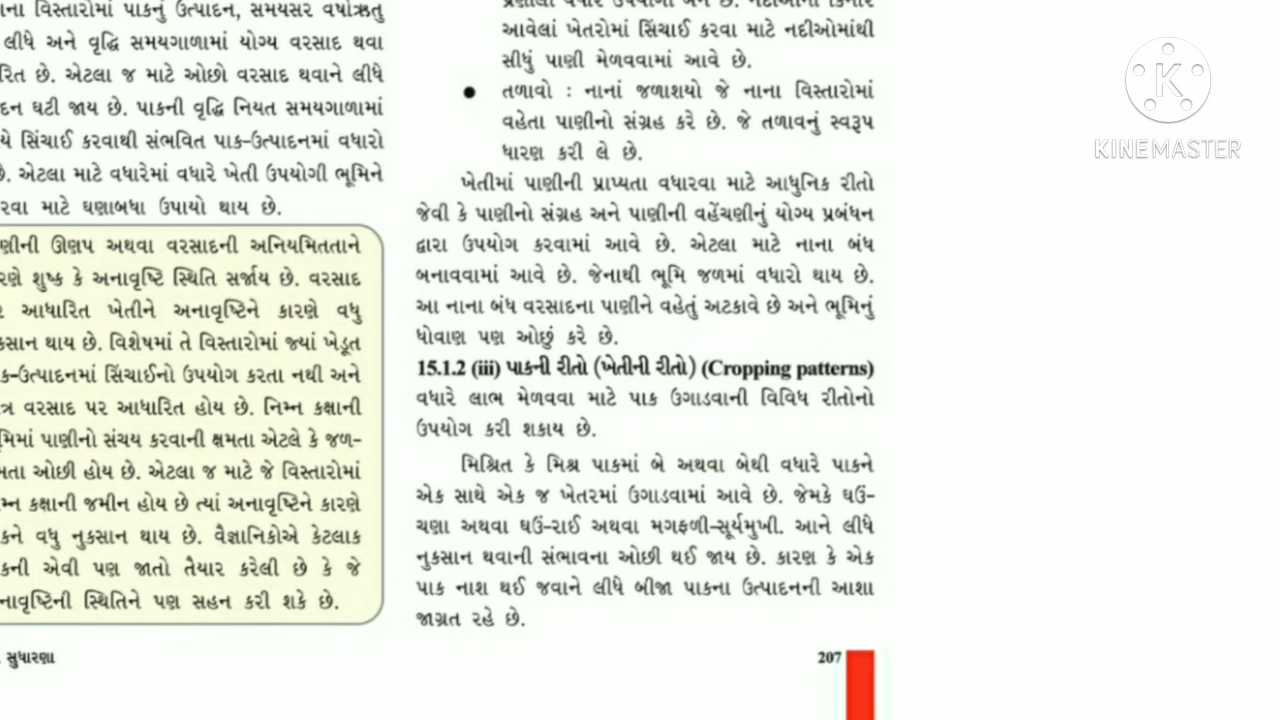 ાના વિસ્તારોમાં પાકનું ઉત્પાદન, સમયસર વર્ષાઋતુ
લીધે અને વૃદ્ધિ સમયગાળામાં યોગ્ય વરસાદ થવા
રિત છે. એટલા જ માટે ઓછો વરસાદ થવાને લીધે
દન ઘટી જાય છે. પાકની વૃદ્ધિ નિયત સમયગાળામાં
યે સિંચાઈ કરવાથી સંભવિત પાક-ઉત્પાદનમાં વધારો
છે. એટલા માટે વધારેમાં વધારે ખેતી ઉપયોગી ભૂમિને
રવા માટે ઘણાબધા ઉપાયો થાય છે.
ણીની ઊણપ અથવા વરસાદની અનિયમિતતાને
રણે શુષ્ક કે અનાવૃષ્ટિ સ્થિતિ સર્જાય છે. વરસાદ
ર આધારિત ખેતીને અનાવૃષ્ટિને કારણે વધુ
કસાન થાય છે. વિશેષમાં તે વિસ્તારોમાં જ્યાં ખેડૂત
ક-ઉત્પાદનમાં સિંચાઈનો ઉપયોગ કરતા નથી અને
ત્ર વરસાદ પર આધારિત હોય છે. નિમ્ન કક્ષાની
મિમાં પાણીનો સંચય કરવાની ક્ષમતા એટલે કે જળ-
મતા ઓછી હોય છે. એટલા જ માટે જે વિસ્તારોમાં
મ્ન કક્ષાની જમીન હોય છે ત્યાં અનાવૃષ્ટિને કારણે
કને વધુ નુકસાન થાય છે. વૈજ્ઞાનિકોએ કેટલાક
કની એવી પણ જાતો તૈયાર કરેલી છે કે જે
નાવૃષ્ટિની સ્થિતિને પણ સહન કરી શકે છે.
સુધારણા
આવેલાં ખેતરોમાં સિંચાઈ કરવા માટે નદીઓમાંથી
સીધું પાણી મેળવવામાં આવે છે.
● તળાવો : નાનાં જળાશયો જે નાના વિસ્તારોમાં
વહેતા પાણીનો સંગ્રહ કરે છે. જે તળાવનું સ્વરૂપ
ધારણ કરી લે છે.
ખેતીમાં પાણીની પ્રાપ્યતા વધારવા માટે આધુનિક રીતો
જેવી કે પાણીનો સંગ્રહ અને પાણીની વહેંચણીનું યોગ્ય પ્રબંધન
દ્વારા ઉપયોગ કરવામાં આવે છે. એટલા માટે નાના બંધ
બનાવવામાં આવે છે. જેનાથી ભૂમિ જળમાં વધારો થાય છે.
આ નાના બંધ વરસાદના પાણીને વહેતું અટકાવે છે અને ભૂમિનું
ધોવાણ પણ ઓછું કરે છે.
15.1.2 (iii) પાકની રીતો (ખેતીની રીતો) (Cropping patterns)
વધારે લાભ મેળવવા માટે પાક ઉગાડવાની વિવિધ રીતોનો
ઉપયોગ કરી શકાય છે.
મિશ્રિત કે મિશ્ર પાકમાં બે અથવા બેથી વધારે પાકને
એક સાથે એક જ ખેતરમાં ઉગાડવામાં આવે છે. જેમકે ઘઉં-
ચણા અથવા ઘઉં-રાઈ અથવા મગફળી-સૂર્યમુખી. આને લીધે
નુકસાન થવાની સંભાવના ઓછી થઈ જાય છે. કારણ કે એક
પાક નાશ થઈ જવાને લીધે બીજા પાકના ઉત્પાદનની આશા
જાગ્રત રહે છે.
207
K
KINEMASTER